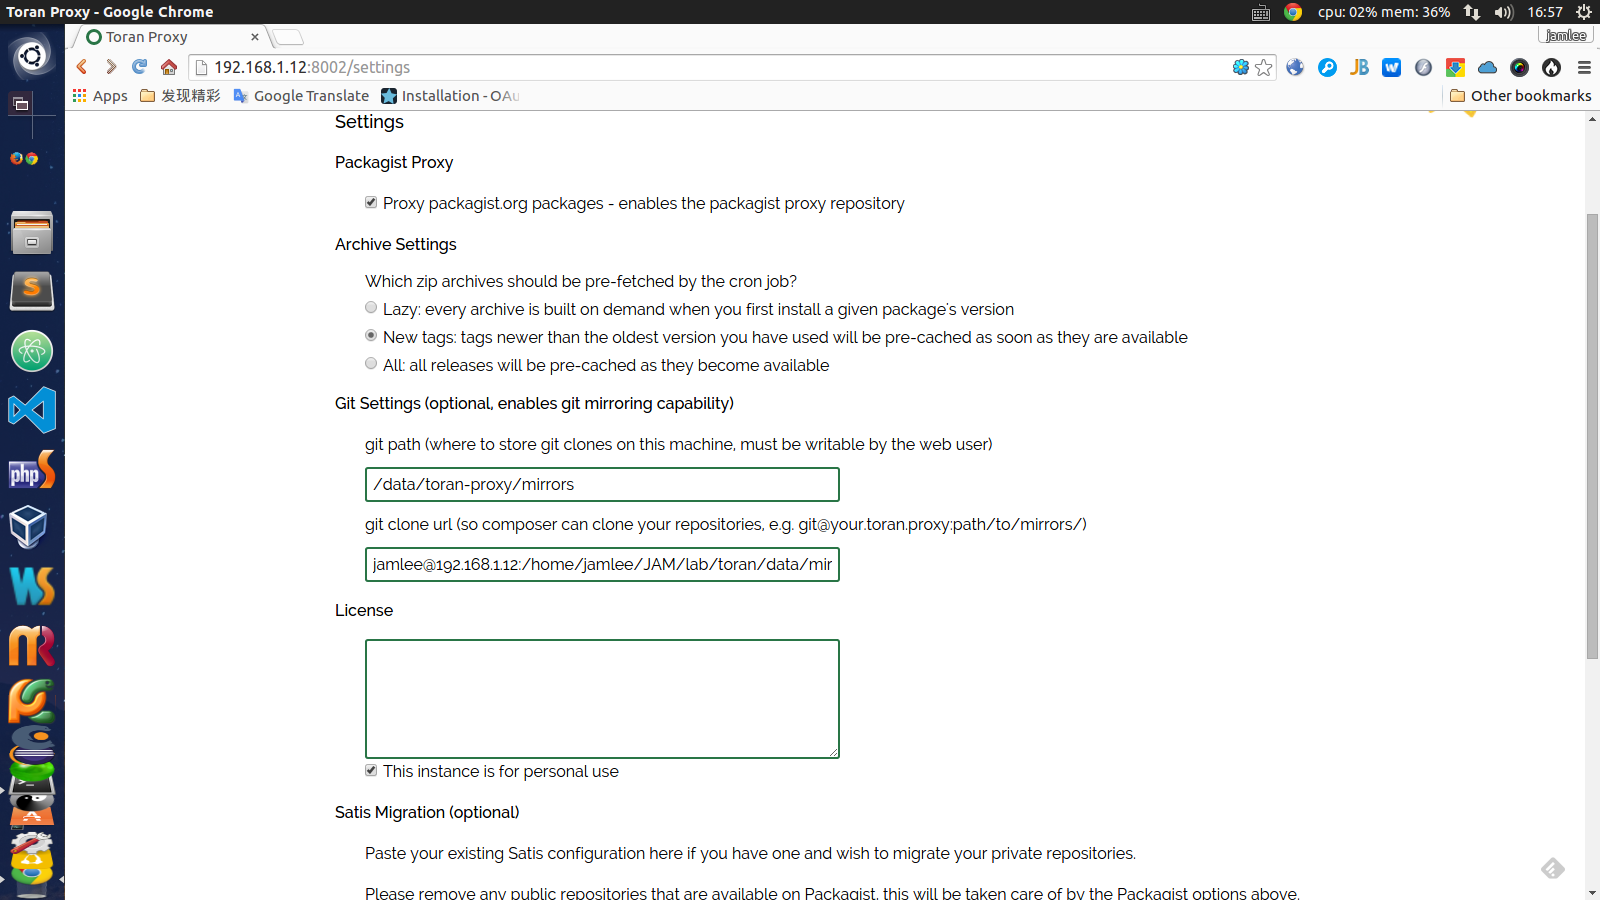 Toran Proxy - Google Chrome
cpu: 02% mem: 36%
16:57
Toran Proxy
jamlee
192.168.1.12:8002/settings
Apps
发现精彩
Google Translate
Installation - OAu
Other bookmarks
Settings
Packagist Proxy
Proxy packagist.org packages - enables the packagist proxy repository
Archive Settings
Which zip archives should be pre-fetched by the cron job?
Lazy: every archive is built on demand when you first install a given package's version
New tags: tags newer than the oldest version you have used will be pre-cached as soon as they are available
All: all releases will be pre-cached as they become available
Git Settings (optional, enables git mirroring capability)
git path (where to store git clones on this machine, must be writable by the web user)
/data/toran-proxy/mirrors
git clone url (so composer can clone your repositories, e.g. git@your.toran.proxy:path/to/mirrors/)
jamlee@192.168.1.12:/home/jamlee/JAM/lab/toran/data/mir
License
This instance is for personal use
Satis Migration (optional)
Paste your existing Satis configuration here if you have one and wish to migrate your private repositories.
Please remove any public repositories that are available on Packagist, this will be taken care of by the Packagist options above.